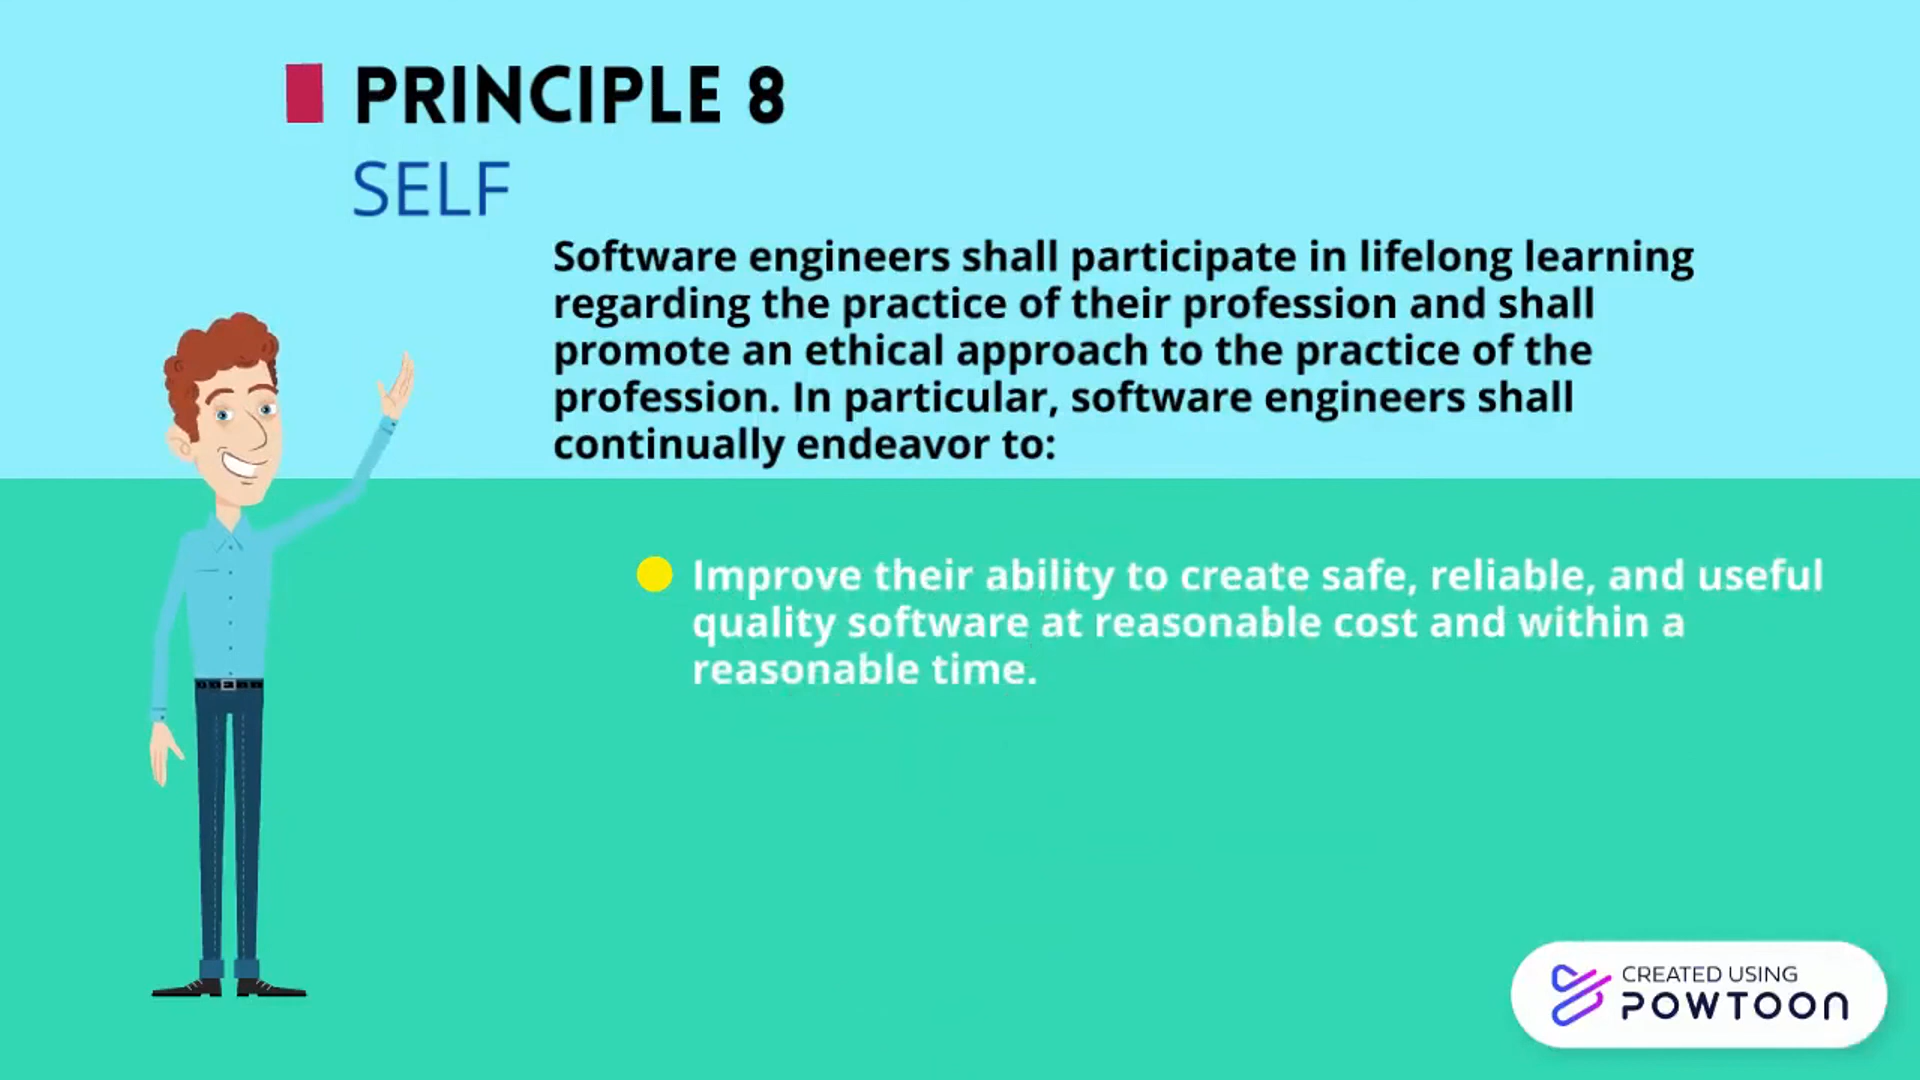 PRINCIPLE 8
SELF
Software engineers shall participate in lifelong learning
regarding the practice of their profession and shall
promote an ethical approach to the practice of the
profession. In particular, software engineers shall
continually endeavor to:
Improve their ability to create safe, reliable, and useful
quality software at reasonable cost and within a
reasonable time.
CREATED USING
POWTOON